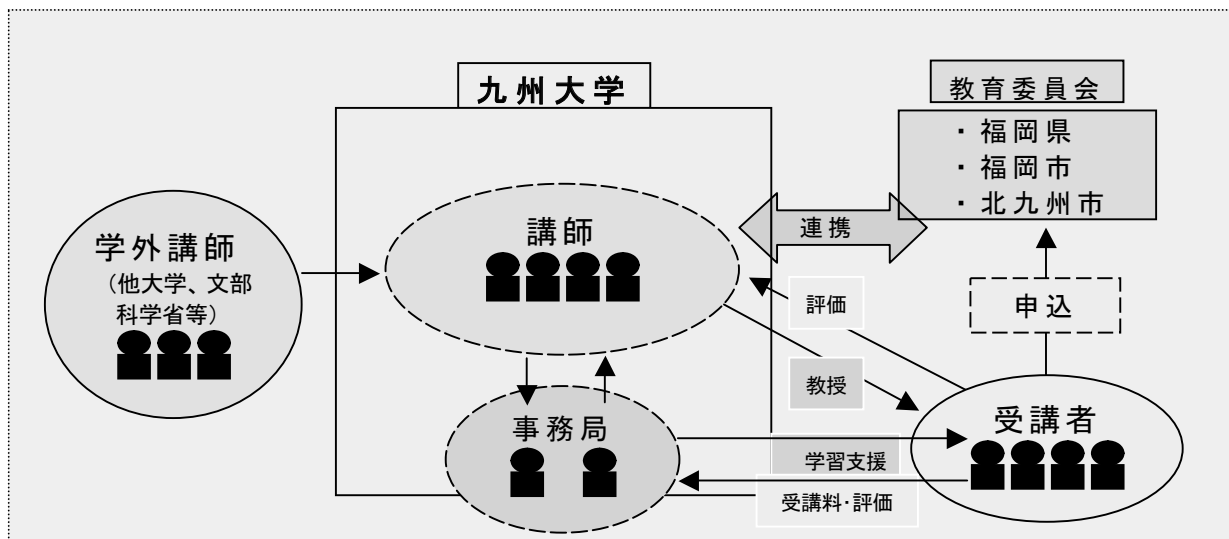 九州大学
教育委員会
・福岡県
・福岡市
・北九州市
連携
講師
学外講師
（他大学、文部
科学省等）
評価
申込
教授
受講者
事務局
学習支援
受講料・評価